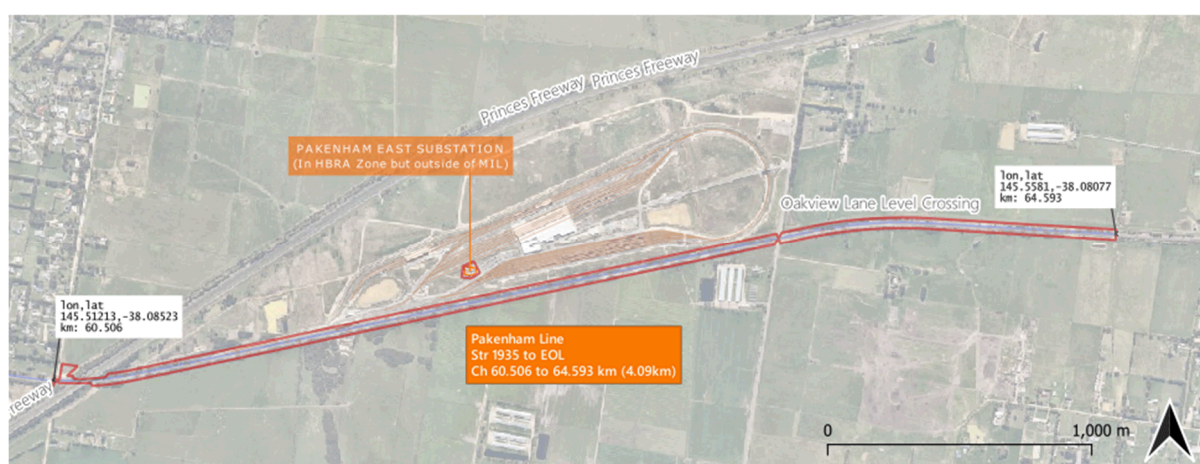 Princes Freeway Princes Freeway
PAKENHAM EAST SUBSTATION
(In HBRA Zone but outside of MIL)
lon,lat
145.5581,-38.08077
km: 64.593
Oakview Lane Level Crossing
lon,lat
145.51213,-38.08523
km: 60.506
Pakenham Line
Str 1935 to EOL
Ch 60.506 to 64.593 km (4.09km)
reeway
0 1,000 m